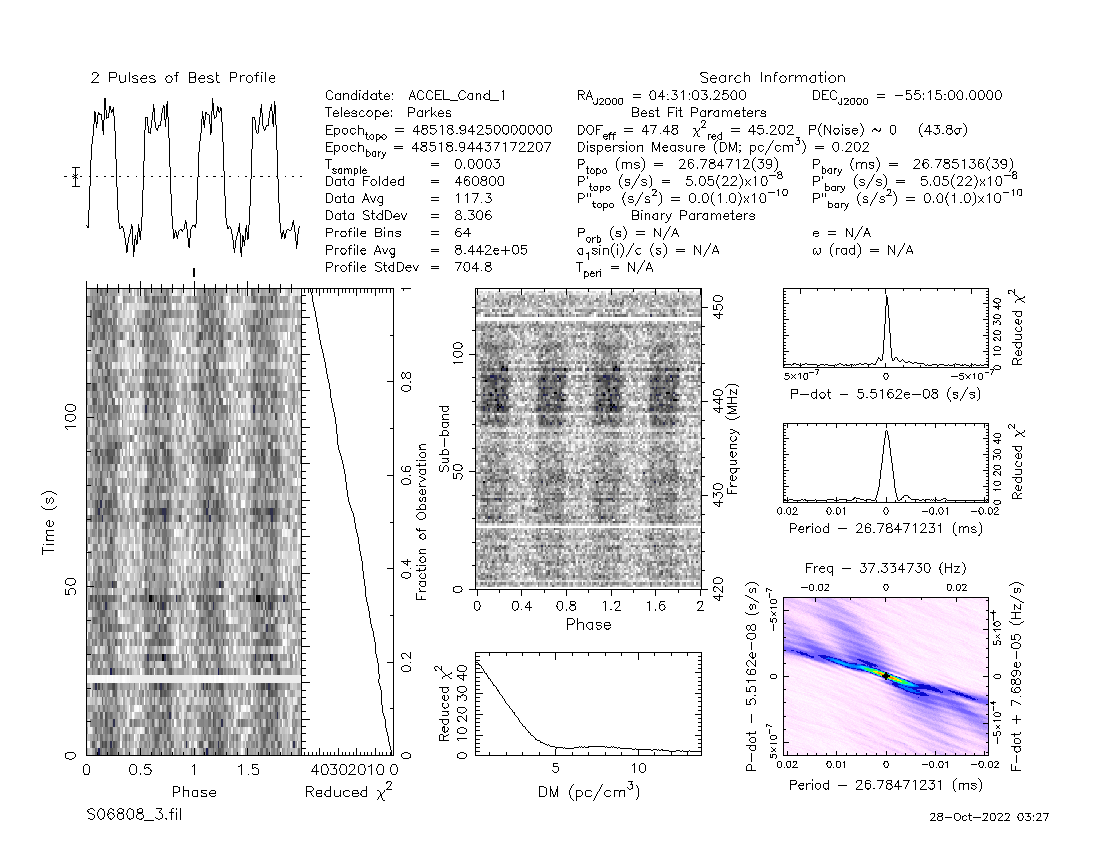 2 Pulses of Best Profile
Search Information
Candidate: ACCEL_Cand_1
RA_J2000 = 04:31:03.2500
DEC_J2000 = −55:15:00.0000
Telescope: Parkes
Best Fit Parameters
Epoch_topo = 48518.94250000000
DOF_eff = 47.48 χ²_red = 45.202 P(Noise) ~ 0 (43.8σ)
Epoch_bary = 48518.94437172207
Dispersion Measure (DM; pc/cm³) = 0.202
T_sample = 0.0003
P_topo (ms) = 26.784712(39)
P_bary (ms) = 26.785136(39)
Data Folded = 460800
P'_topo (s/s) = 5.05(22)x10⁻⁸
P'_bary (s/s) = 5.05(22)x10⁻⁸
Data Avg = 117.3
P''_topo (s/s²) = 0.0(1.0)x10⁻¹⁰
P''_bary (s/s²) = 0.0(1.0)x10⁻¹⁰
Data StdDev = 8.306
Binary Parameters
Profile Bins = 64
P_orb (s) = N/A
e = N/A
Profile Avg = 8.442e+05
a_1sin(i)/c (s) = N/A
ω (rad) = N/A
Profile StdDev = 704.8
T_peri = N/A
0 50 100
Time (s)
0 0.5 1 1.5
Phase
40 30 20 10 0
Reduced χ²
0 0.2 0.4 0.6 0.8
Fraction of Observation
0 50 100
Sub-band
420 430 440 450
Frequency (MHz)
0 0.4 0.8 1.2 1.6 2
Phase
0 10 20 30 40
Reduced χ²
5 10
DM (pc/cm³)
0 10 20 30 40
Reduced χ²
5×10⁻⁷ 0 −5×10⁻⁷
P-dot − 5.5162e-08 (s/s)
0 10 20 30 40
Reduced χ²
0.02 0.01 0 −0.01 −0.02
Period − 26.78471231 (ms)
Freq − 37.334730 (Hz)
−0.02 0 0.02
5×10⁻⁷ 0 −5×10⁻⁷
P-dot − 5.5162e-08 (s/s)
−5×10⁻⁴ 0 5×10⁻⁴
F-dot + 7.689e-05 (Hz/s)
0.02 0.01 0 −0.01 −0.02
Period − 26.78471231 (ms)
S06808_3.fil
28-Oct-2022 03:27